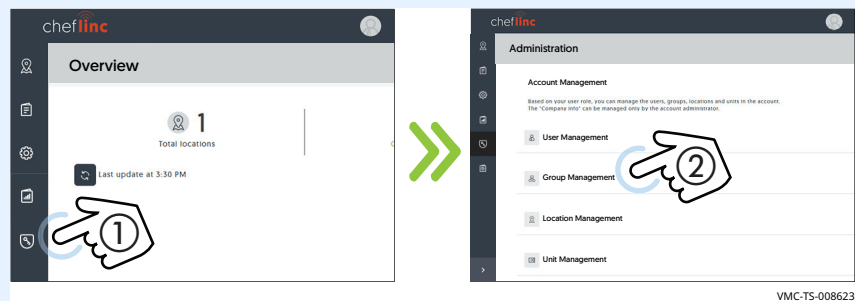 cheflinc
Overview
1
Total locations
Last update at 3:30 PM
1
cheflinc
Administration
Account Management
Based on your user role, you can manage the users, groups, locations and units in the account.
The "Company info" can be managed only by the account administrator.
User Management
Group Management
2
Location Management
Unit Management
VMC-TS-008623